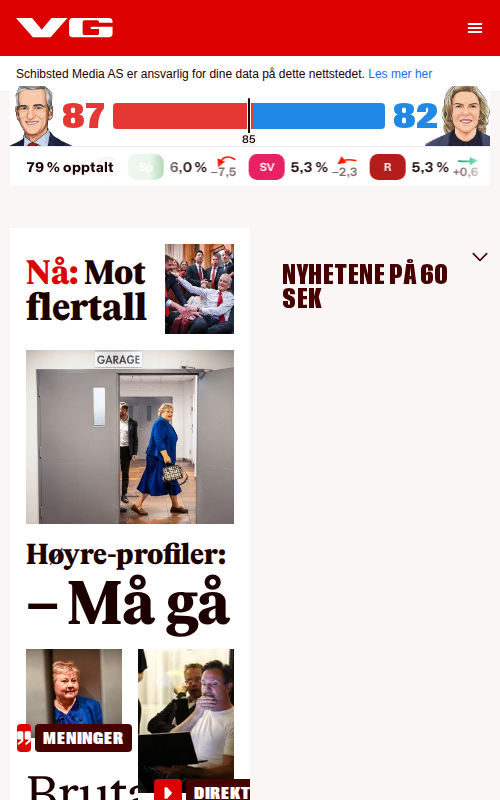 VG
Schibsted Media AS er ansvarlig for dine data på dette nettstedet. Les mer her
87
82
85
79 % opptalt
Sp 6,0 % –7,5
SV 5,3 % –2,3
R 5,3 % +0,6
Nå: Mot
flertall
NYHETENE PÅ 60
SEK
GARAGE
Høyre-profiler:
– Må gå
MENINGER
DIREKT